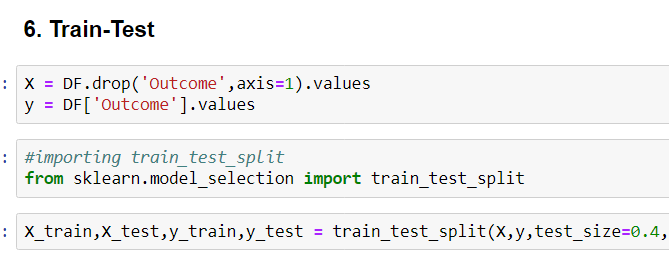 6. Train-Test
: X = DF.drop('Outcome',axis=1).values
y = DF['Outcome'].values
: #importing train_test_split
from sklearn.model_selection import train_test_split
: X_train,X_test,y_train,y_test = train_test_split(X,y,test_size=0.4,